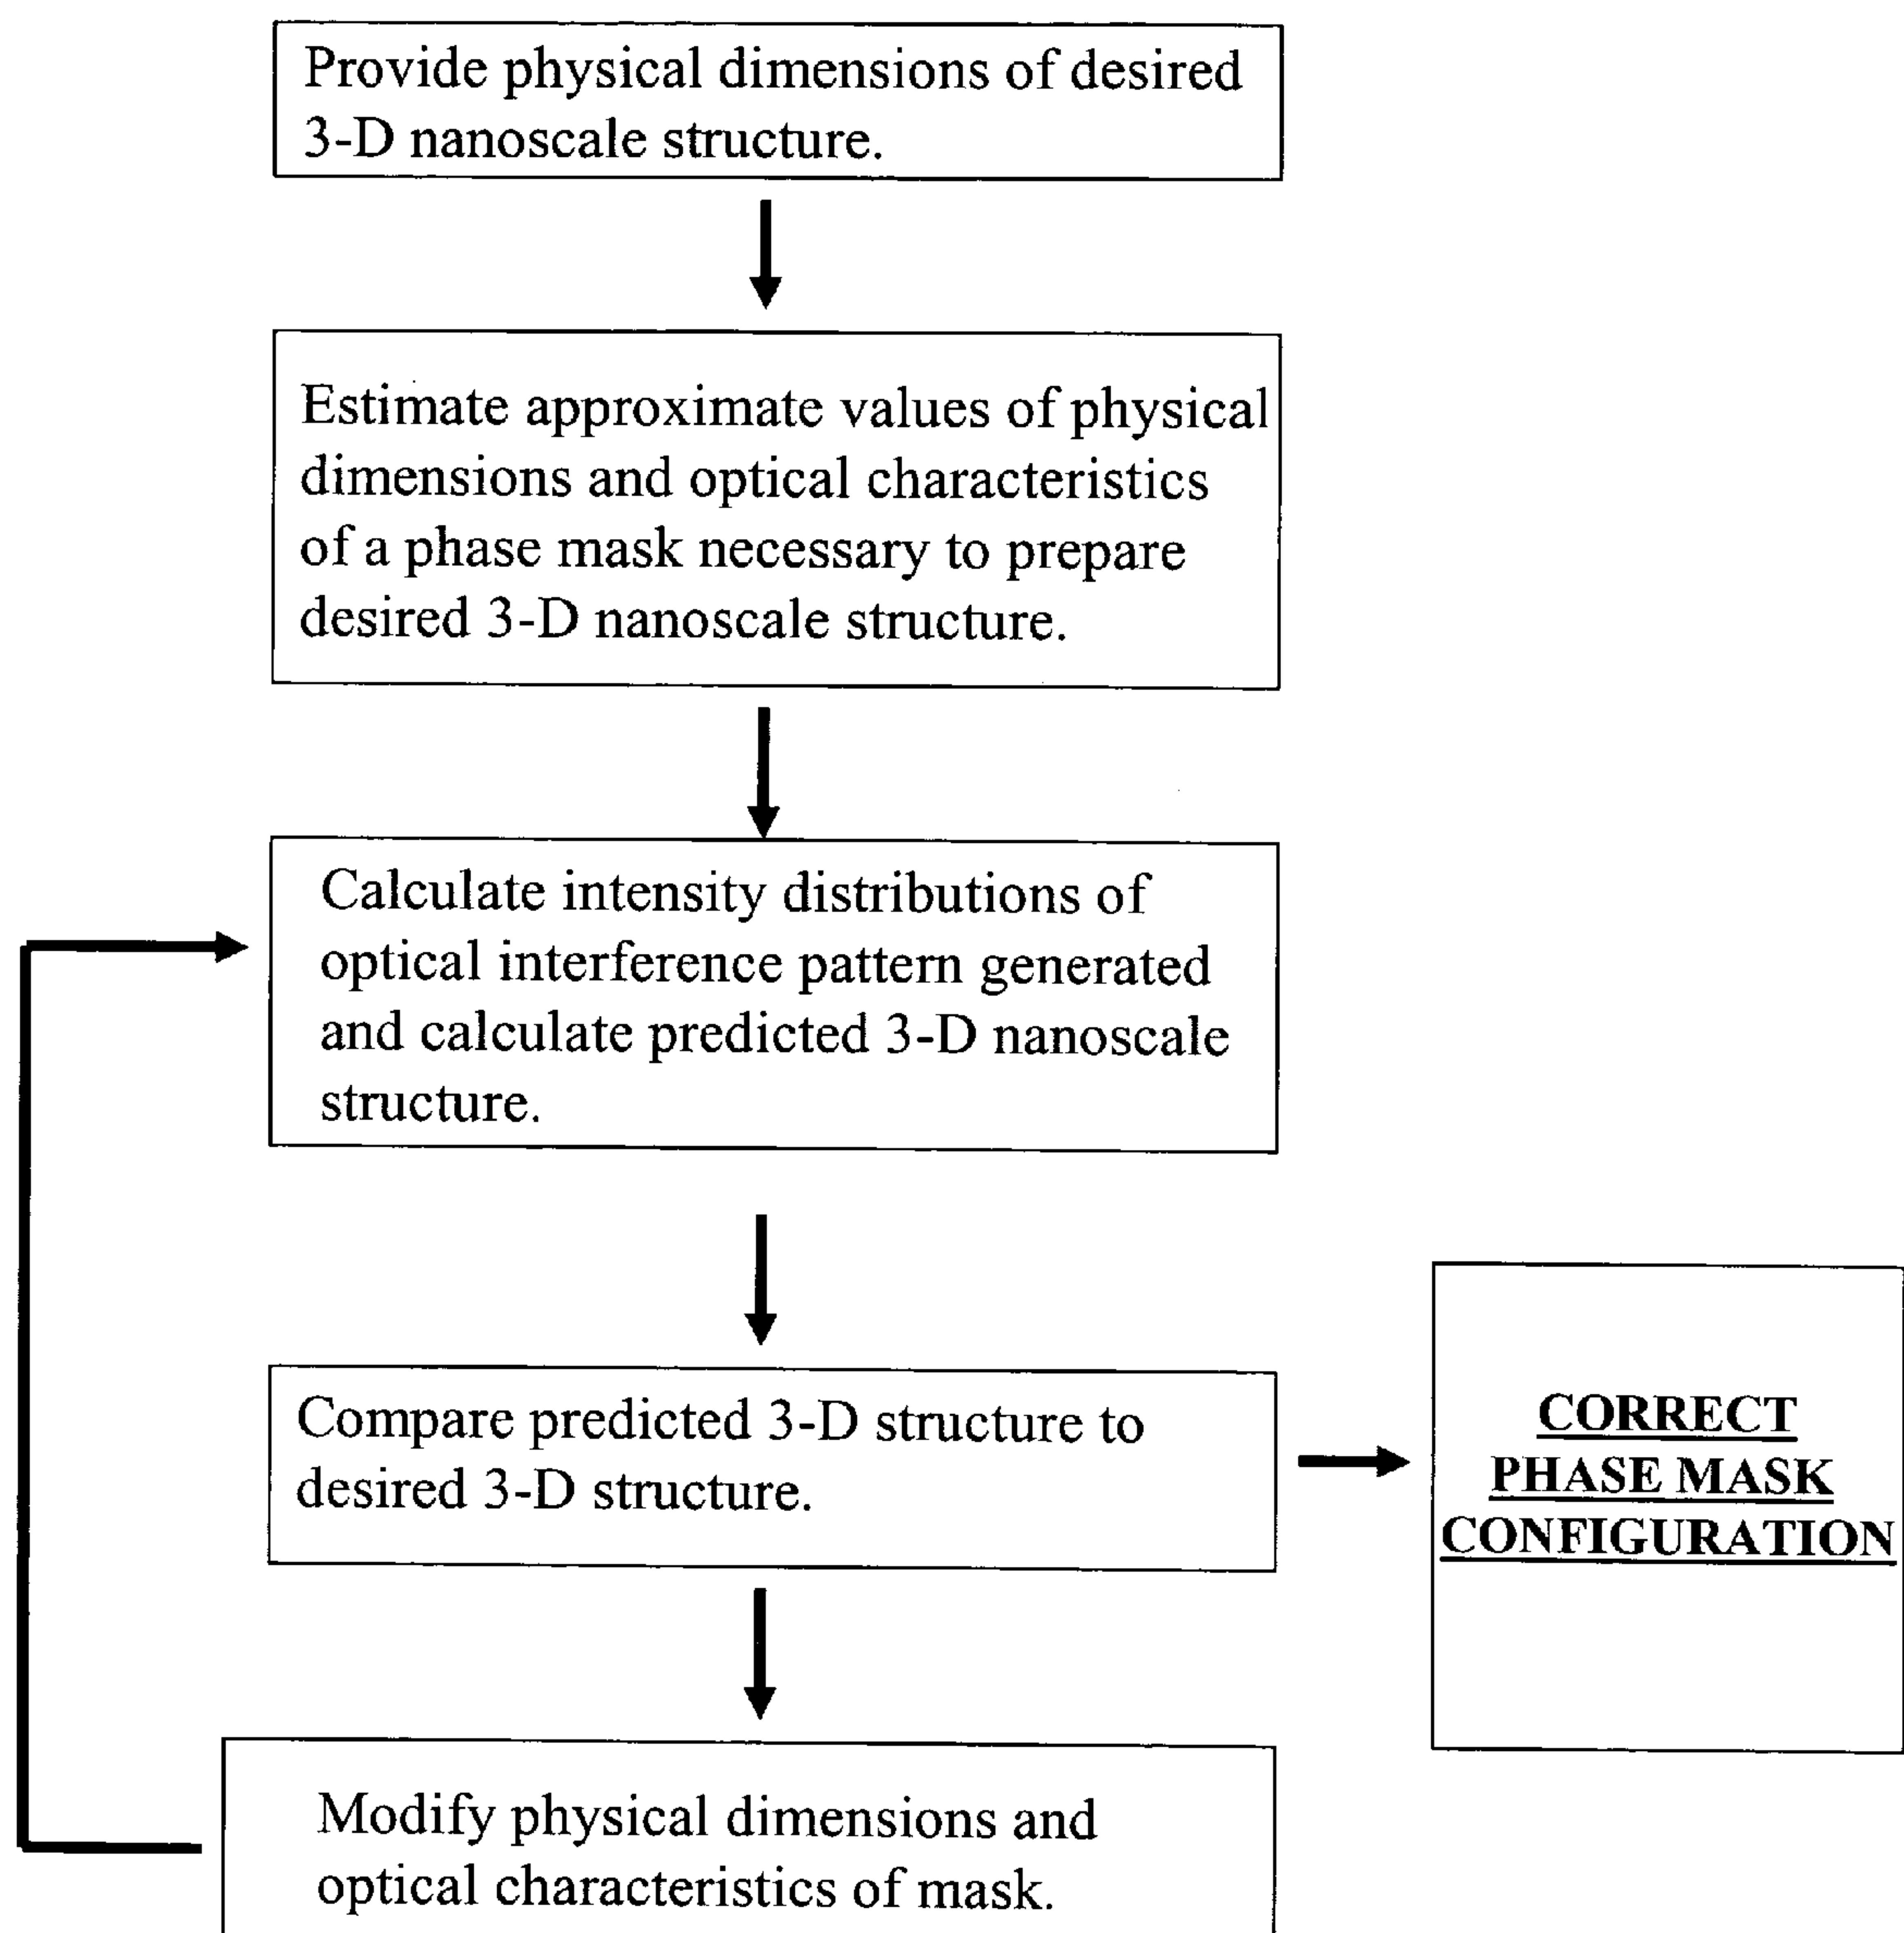 Provide physical dimensions of desired
3-D nanoscale structure.
Estimate approximate values of physical
dimensions and optical characteristics
of a phase mask necessary to prepare
desired 3-D nanoscale structure.
Calculate intensity distributions of
optical interference pattern generated
and calculate predicted 3-D nanoscale
structure.
Compare predicted 3-D structure to
desired 3-D structure.
CORRECT
PHASE MASK
CONFIGURATION
Modify physical dimensions and
optical characteristics of mask.